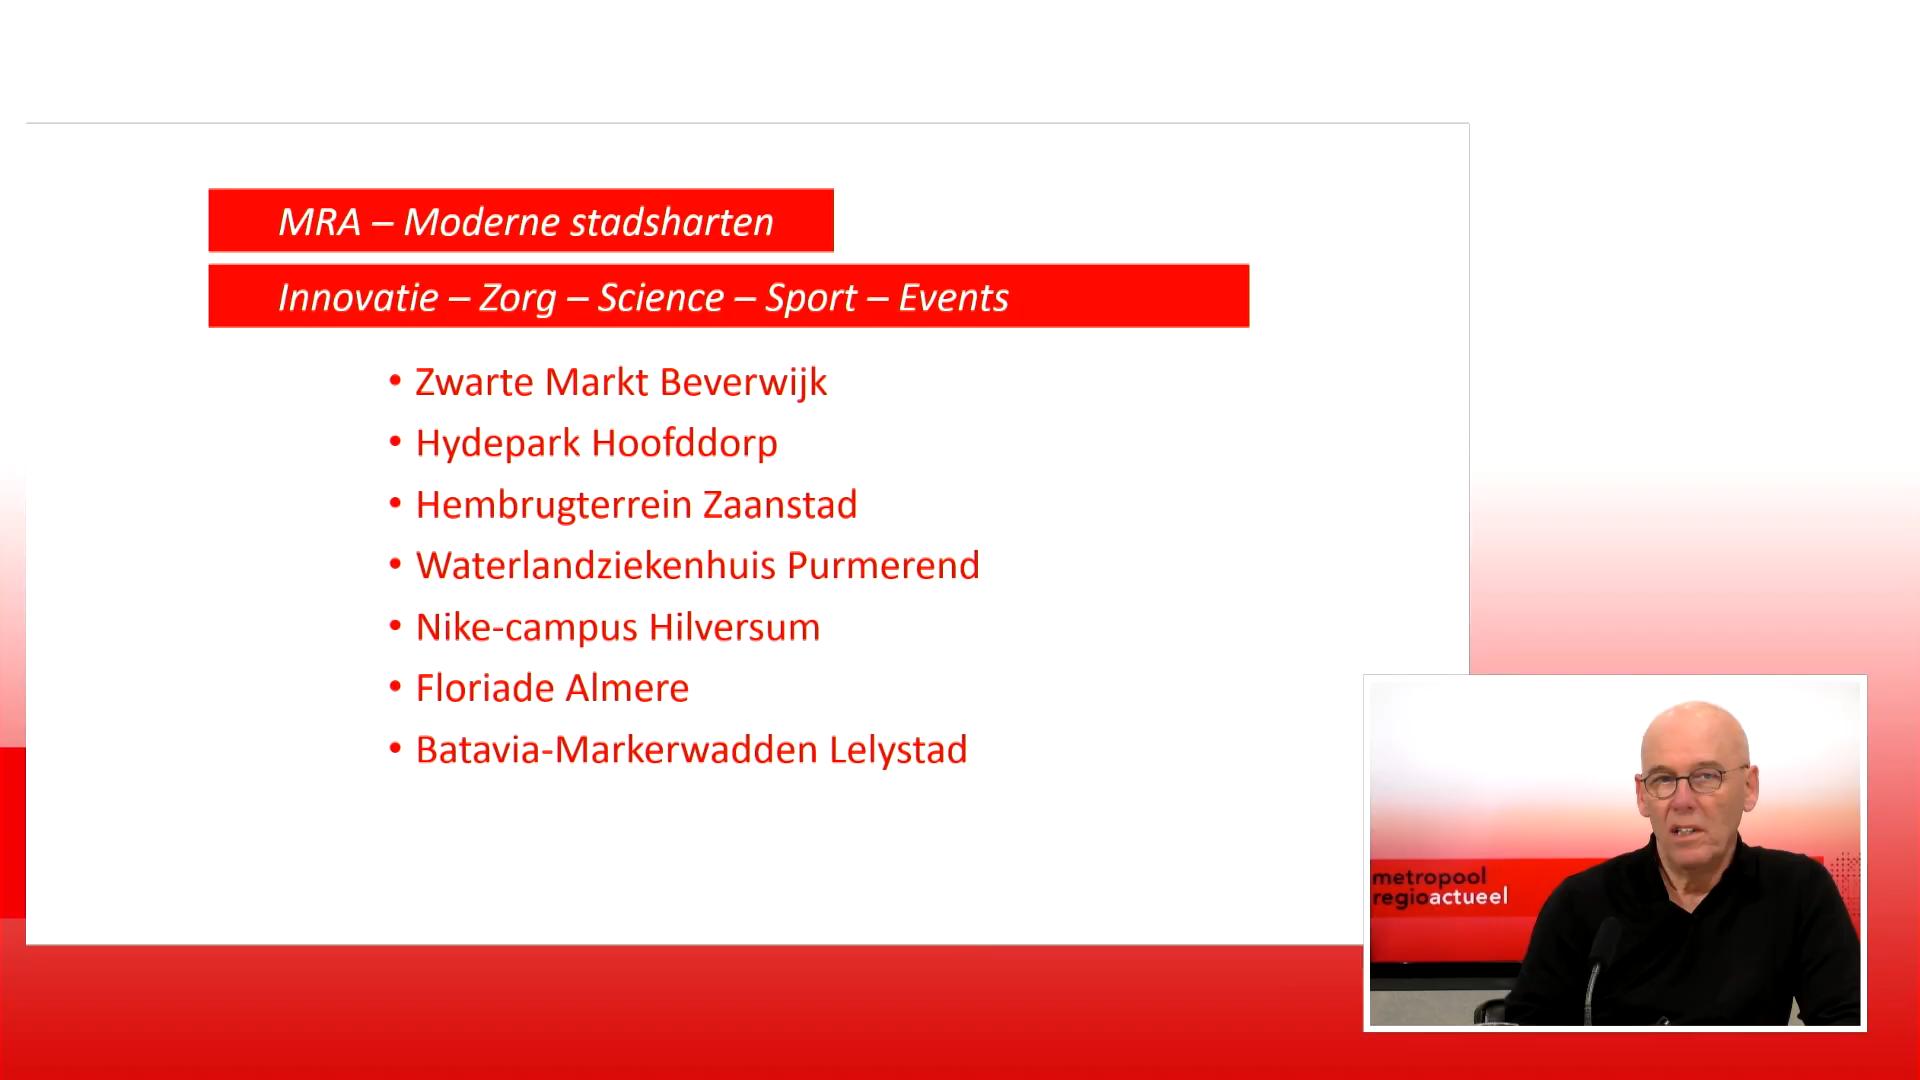 MRA – Moderne stadsharten
Innovatie – Zorg – Science – Sport – Events
• Zwarte Markt Beverwijk
• Hydepark Hoofddorp
• Hembrugterrein Zaanstad
• Waterlandziekenhuis Purmerend
• Nike-campus Hilversum
• Floriade Almere
• Batavia-Markerwadden Lelystad
metropool
regioactueel